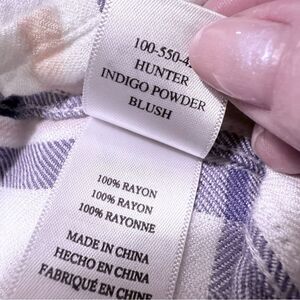 100-550-4
HUNTER
INDIGO POWDER
BLUSH
100% RAYON
100% RAYON
100% RAYONNE
MADE IN CHINA
HECHO EN CHINA
FABRIQUÉ EN CHINE